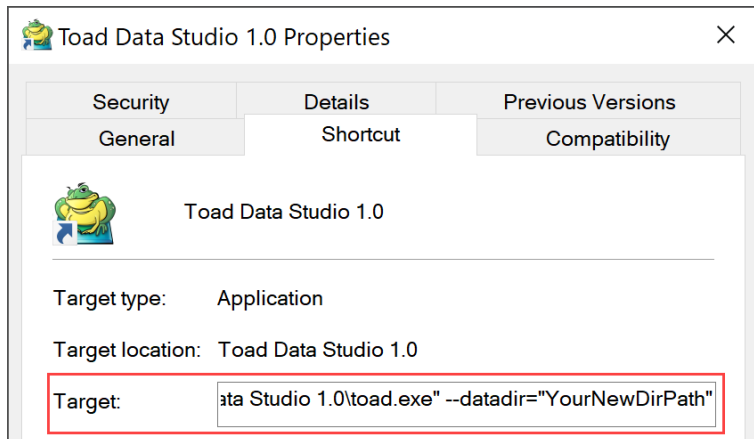 Toad Data Studio 1.0 Properties
Security Details Previous Versions
General Shortcut Compatibility
Toad Data Studio 1.0
Target type: Application
Target location: Toad Data Studio 1.0
Target: ata Studio 1.0\toad.exe" --datadir="YourNewDirPath"